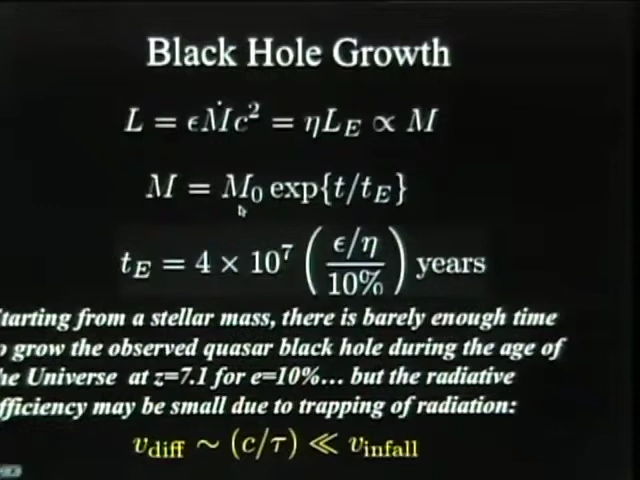 Black Hole Growth
L = ϵṀc² = ηL_E ∝ M
M = M₀ exp{t/t_E}
t_E = 4 × 10⁷ (ϵ/η / 10%) years
tarting from a stellar mass, there is barely enough time
o grow the observed quasar black hole during the age of
he Universe at z=7.1 for e=10%... but the radiative
fficiency may be small due to trapping of radiation:
v_diff ∼ (c/τ) ≪ v_infall